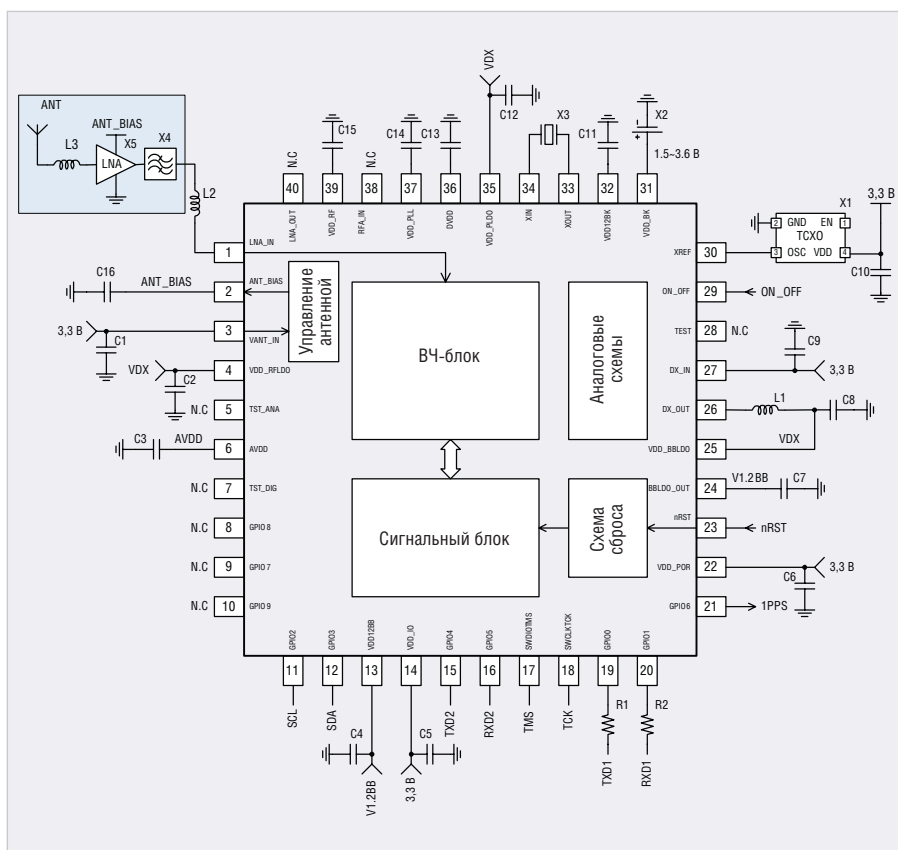 ANT
L3
ANT_BIAS
X5
LNA
X4
L2
C15
N.C
N.C
C14
C13
VDX
C12
X3
C11
X2
1.5~3.6 В
40
39
38
37
36
35
34
33
32
31
LNA_OUT
VDD_RF
RFA_IN
VDD_PLL
DVDD
VDD_PLDO
XIN
XOUT
VDD12BK
VDD_BK
X1
3,3 В
2
GND
EN
1
TCXO
3
OSC
VDD
4
C10
1
LNA_IN
XREF
30
C16
ANT_BIAS
2
ANT_BIAS
ON_OFF
29
ON_OFF
3,3 В
C1
3
VANT_IN
TEST
28
N.C
VDX
C2
4
VDD_RFLDO
DX_IN
27
C9
3,3 В
N.C
5
TST_ANA
DX_OUT
26
L1
C8
C3
AVDD
6
AVDD
VDD_BBLDO
25
VDX
N.C
7
TST_DIG
BBLDO_OUT
24
V1.2BB
C7
N.C
8
GPIO8
nRST
23
nRST
N.C
9
GPIO7
VDD_POR
22
C6
3,3 В
N.C
10
GPIO9
GPIO6
21
1PPS
Управление
антенной
ВЧ-блок
Аналоговые
схемы
Сигнальный блок
Схема
сброса
GPIO2
GPIO3
VDD12BB
VDD_IO
GPIO4
GPIO5
SWDIOTMS
SWCLKTCK
GPIO0
GPIO1
11
12
13
14
15
16
17
18
19
20
SCL
SDA
C4
V1.2BB
C5
3,3 В
TXD2
RXD2
TMS
TCK
R1
TXD1
R2
RXD1